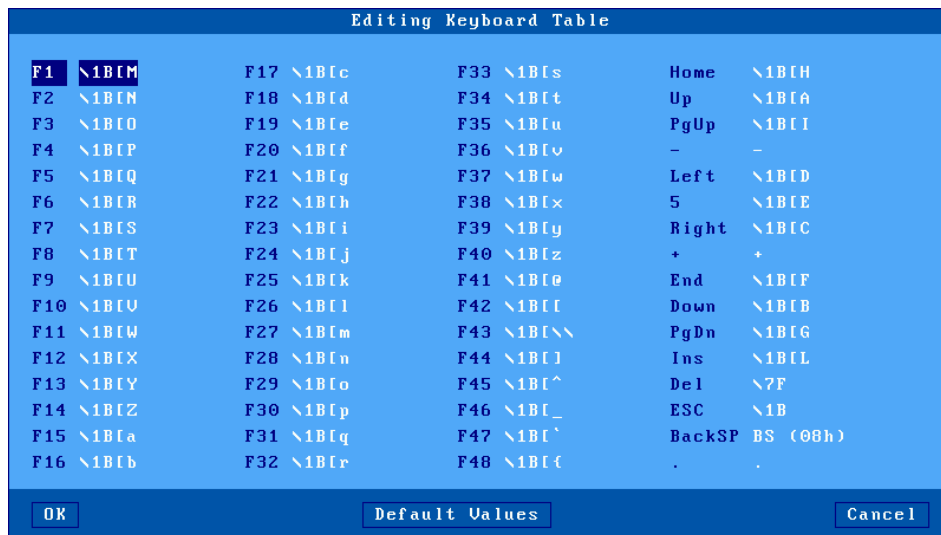 Editing Keyboard Table
F1 \1B[M F17 \1B[c F33 \1B[s Home \1B[H
F2 \1B[N F18 \1B[d F34 \1B[t Up \1B[A
F3 \1B[O F19 \1B[e F35 \1B[u PgUp \1B[I
F4 \1B[P F20 \1B[f F36 \1B[v - -
F5 \1B[Q F21 \1B[g F37 \1B[w Left \1B[D
F6 \1B[R F22 \1B[h F38 \1B[x 5 \1B[E
F7 \1B[S F23 \1B[i F39 \1B[y Right \1B[C
F8 \1B[T F24 \1B[j F40 \1B[z + +
F9 \1B[U F25 \1B[k F41 \1B[@ End \1B[F
F10 \1B[V F26 \1B[l F42 \1B[[ Down \1B[B
F11 \1B[W F27 \1B[m F43 \1B[\\ PgDn \1B[G
F12 \1B[X F28 \1B[n F44 \1B[] Ins \1B[L
F13 \1B[Y F29 \1B[o F45 \1B[^ Del \7F
F14 \1B[Z F30 \1B[p F46 \1B[_ ESC \1B
F15 \1B[a F31 \1B[q F47 \1B[` BackSP BS (08h)
F16 \1B[b F32 \1B[r F48 \1B[{ . .
OK Default Values Cancel